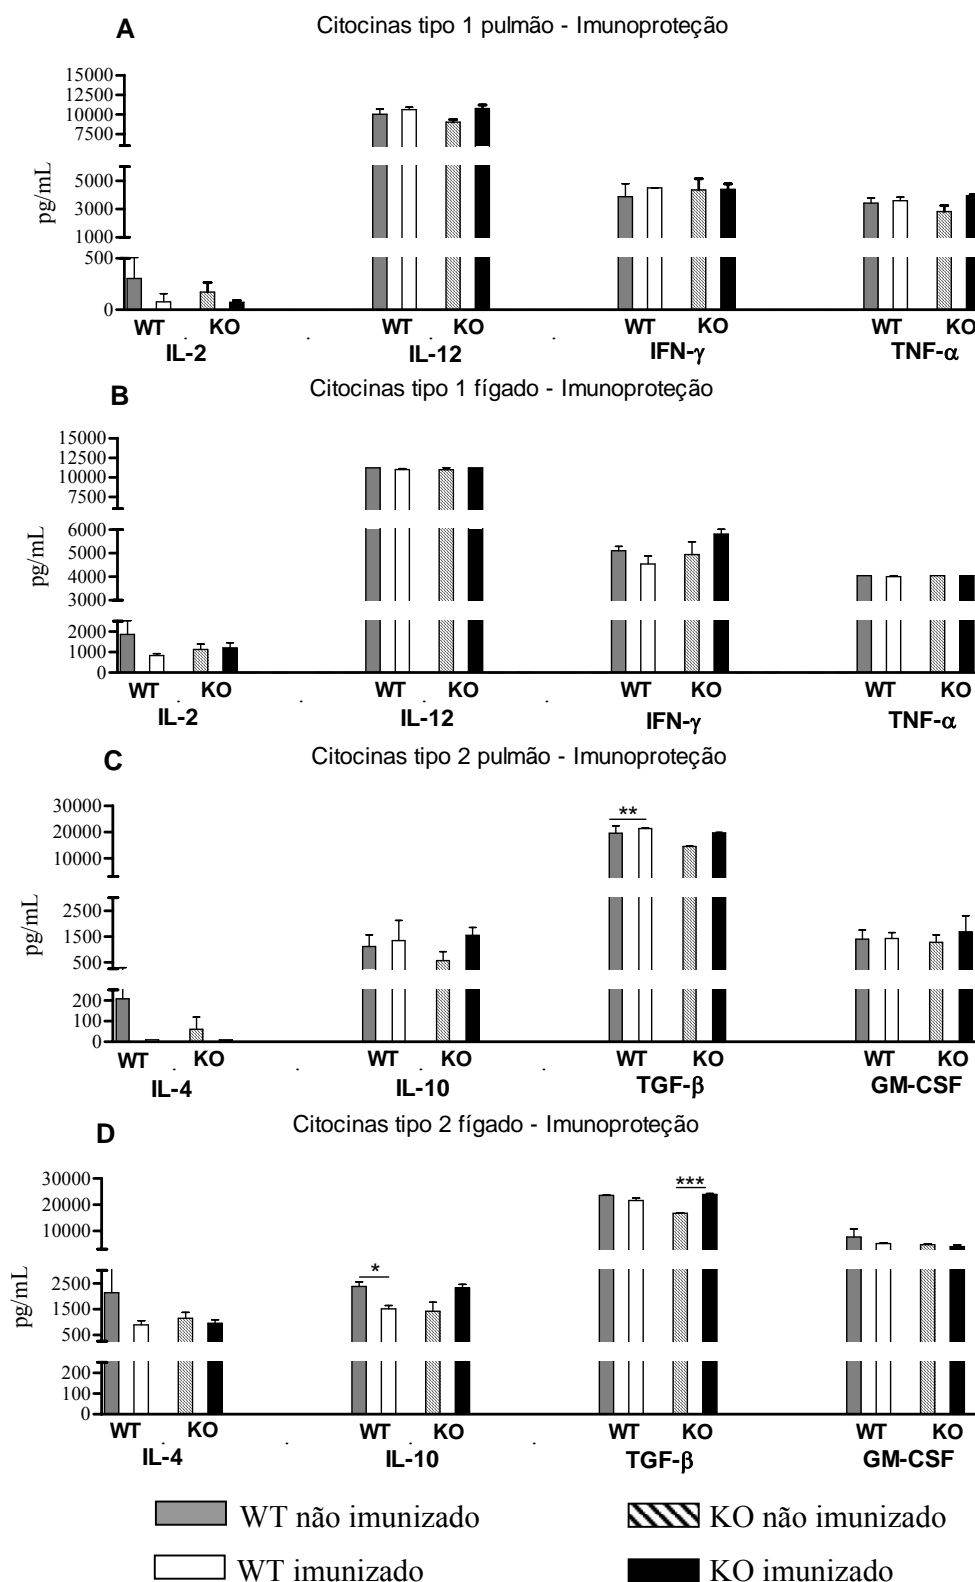 A
Citocinas tipo 1 pulmão - Imunoproteção
15000
10000
7500
5000
3000
1000
500
0
pg/mL
WT KO WT KO WT KO WT KO
IL-2 IL-12 IFN-γ TNF-α
B
Citocinas tipo 1 fígado - Imunoproteção
15000
10000
7500
6000
5000
4000
3000
2000
1000
0
pg/mL
WT KO WT KO WT KO WT KO
IL-2 IL-12 IFN-γ TNF-α
C
Citocinas tipo 2 pulmão - Imunoproteção
30000
20000
10000
2500
1500
500
200
100
0
pg/mL
**
WT KO WT KO WT KO WT KO
IL-4 IL-10 TGF-β GM-CSF
D
Citocinas tipo 2 fígado - Imunoproteção
30000
20000
10000
2500
1500
500
200
100
0
pg/mL
*
***
WT KO WT KO WT KO WT KO
IL-4 IL-10 TGF-β GM-CSF
WT não imunizado KO não imunizado
WT imunizado KO imunizado